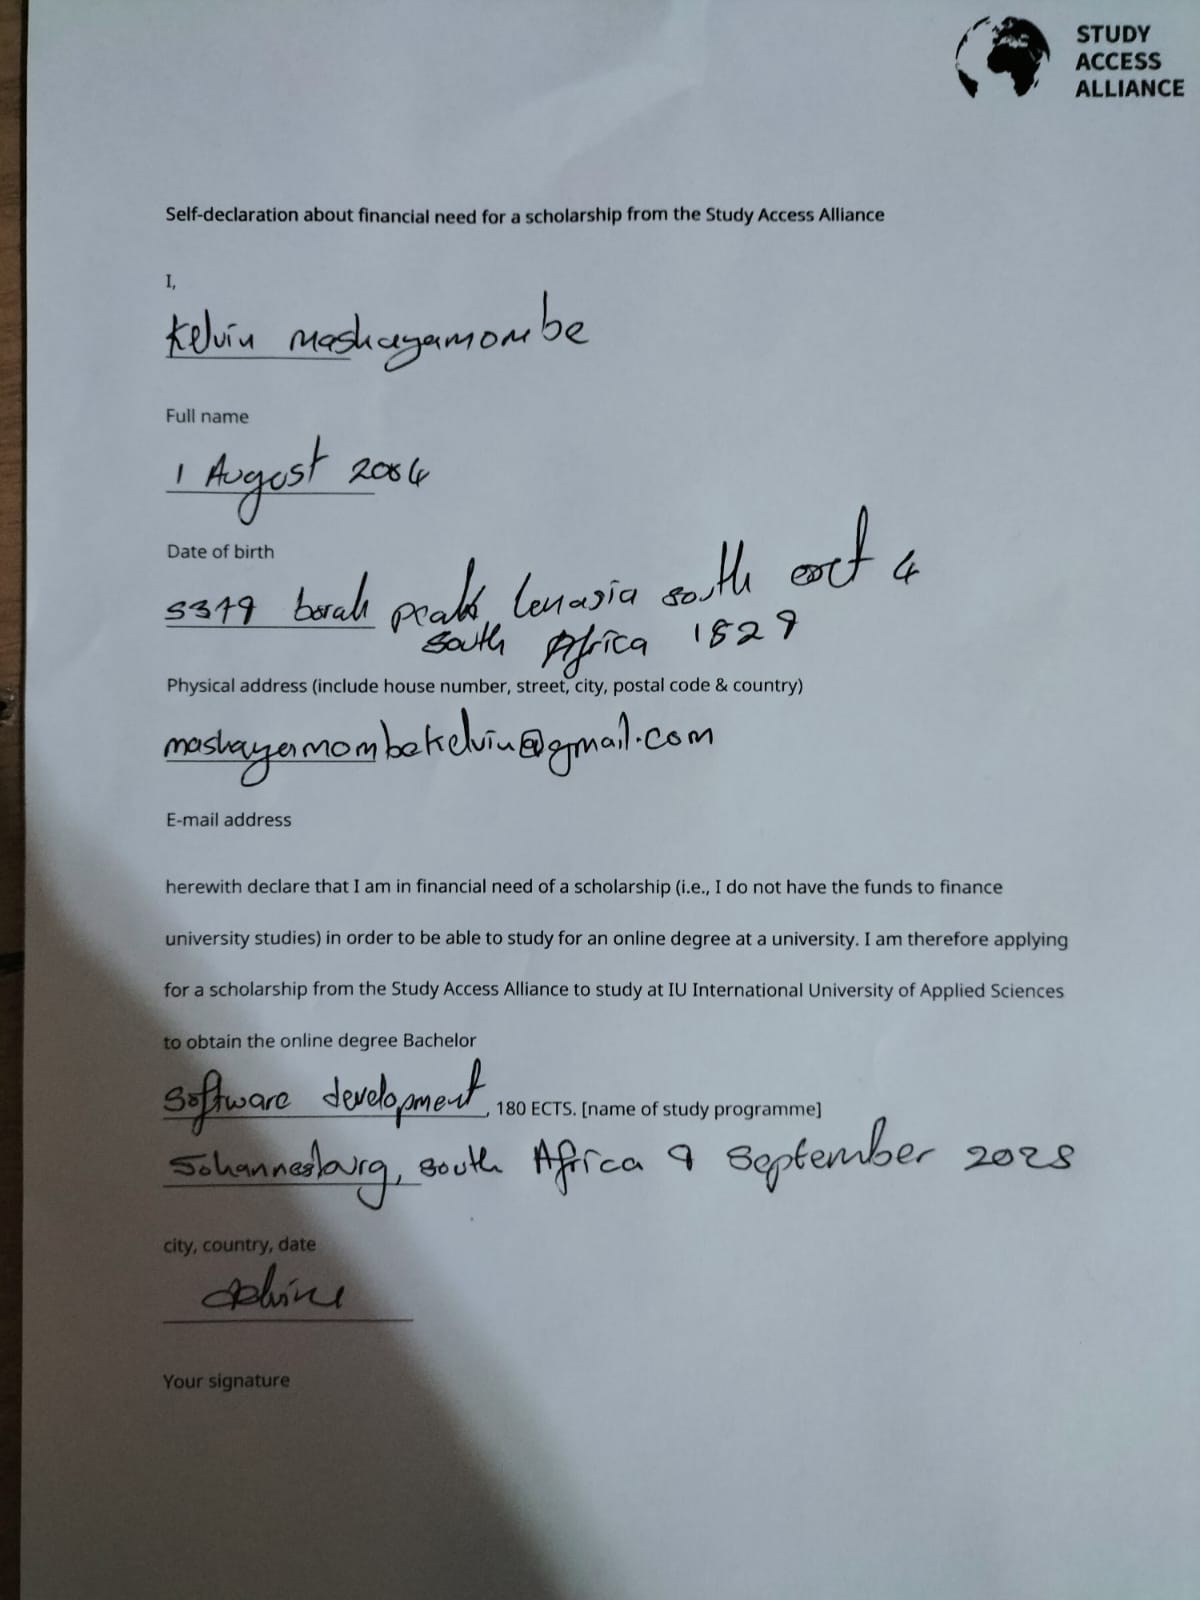 STUDY
ACCESS
ALLIANCE
Self-declaration about financial need for a scholarship from the Study Access Alliance
I,
Kelvin mashayamombe
Full name
1 August 2004
Date of birth
5379 borah peaks, lenasia south ext 4
South Africa 1829
Physical address (include house number, street, city, postal code & country)
mashayamombekelvin@gmail.com
E-mail address
herewith declare that I am in financial need of a scholarship (i.e., I do not have the funds to finance
university studies) in order to be able to study for an online degree at a university. I am therefore applying
for a scholarship from the Study Access Alliance to study at IU International University of Applied Sciences
to obtain the online degree Bachelor
Software development, 180 ECTS. [name of study programme]
Johannesburg, south Africa 9 September 2025
city, country, date
Your signature